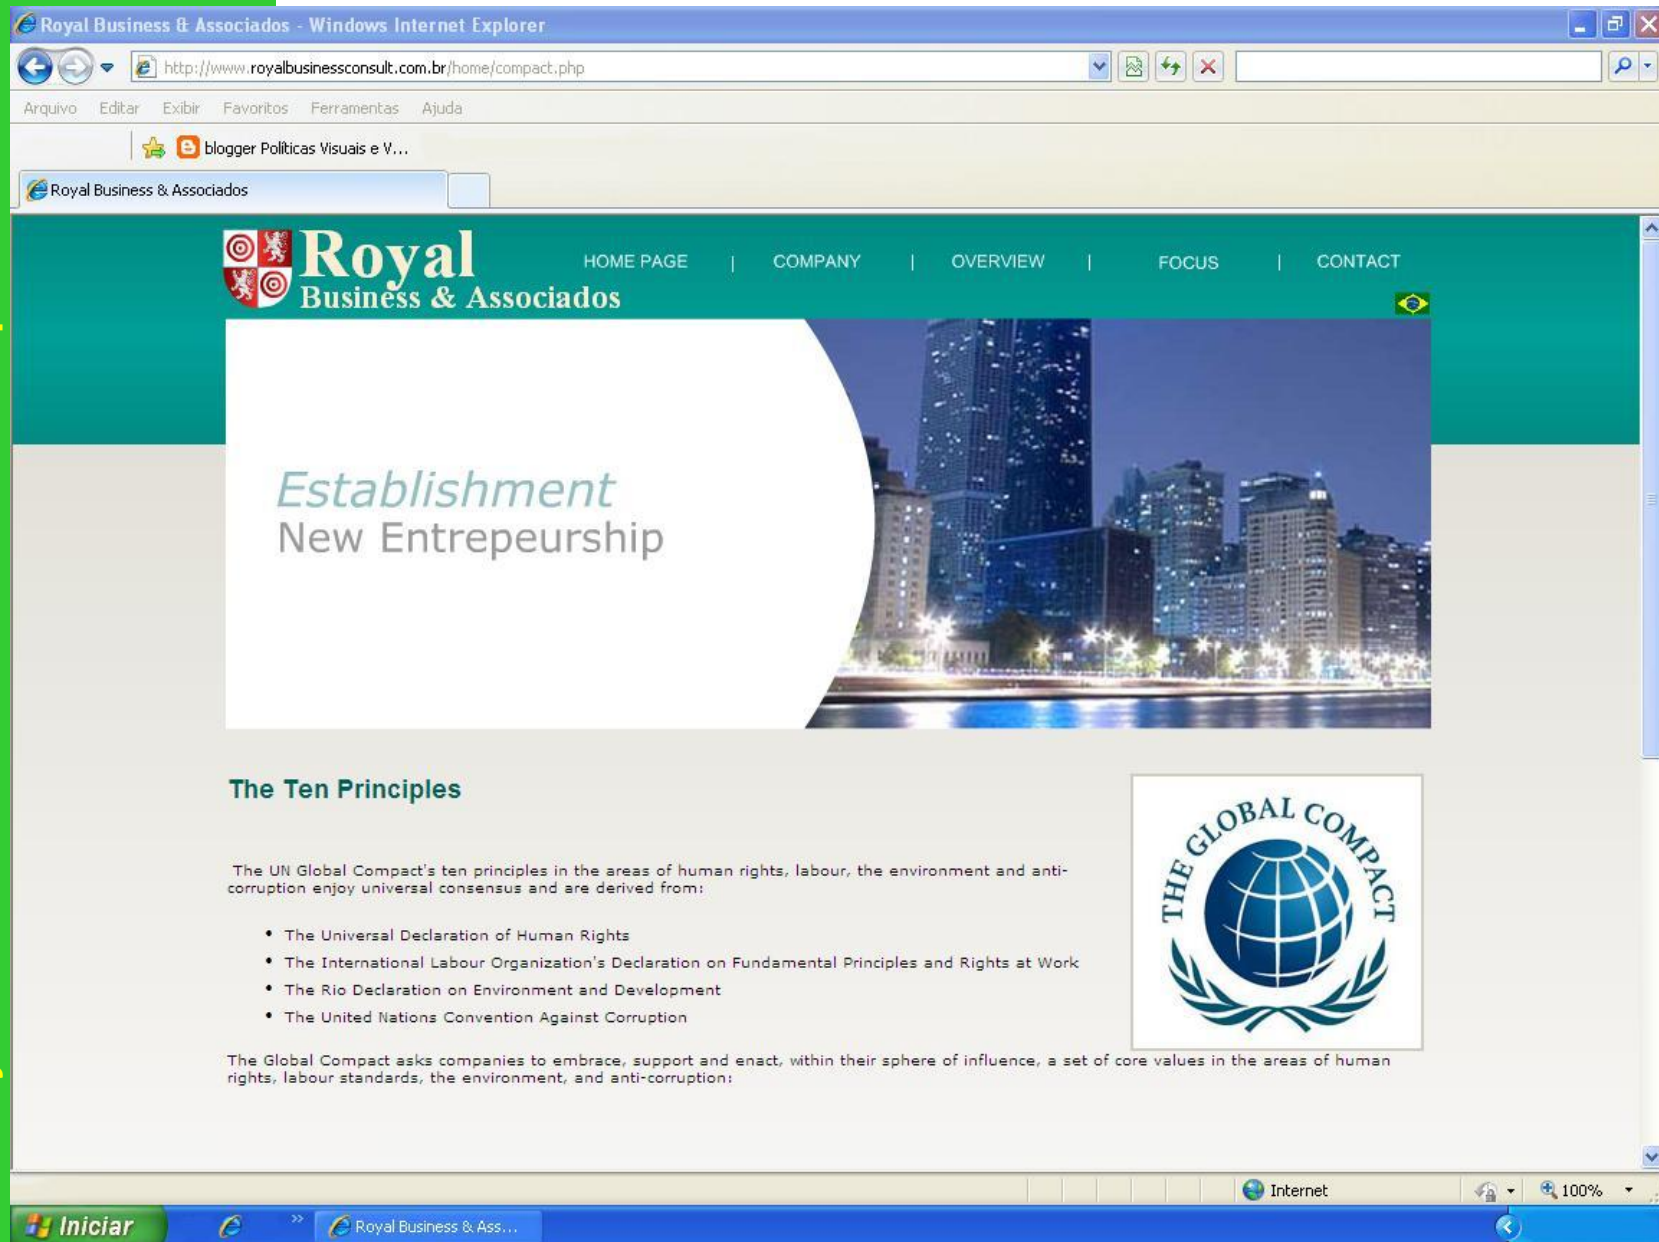 Royal Business & Associados - Windows Internet Explorer
http://www.royalbusinessconsult.com.br/home/compact.php
Arquivo Editar Exibir Favoritos Ferramentas Ajuda
blogger Políticas Visuais e V...
Royal Business & Associados
Royal
Business & Associados
HOME PAGE | COMPANY | OVERVIEW | FOCUS | CONTACT
Establishment
New Entrepeurship
The Ten Principles
THE GLOBAL COMPACT
The UN Global Compact's ten principles in the areas of human rights, labour, the environment and anti-
corruption enjoy universal consensus and are derived from:
• The Universal Declaration of Human Rights
• The International Labour Organization's Declaration on Fundamental Principles and Rights at Work
• The Rio Declaration on Environment and Development
• The United Nations Convention Against Corruption
The Global Compact asks companies to embrace, support and enact, within their sphere of influence, a set of core values in the areas of human
rights, labour standards, the environment, and anti-corruption:
Internet
100%
Iniciar
Royal Business & Ass...